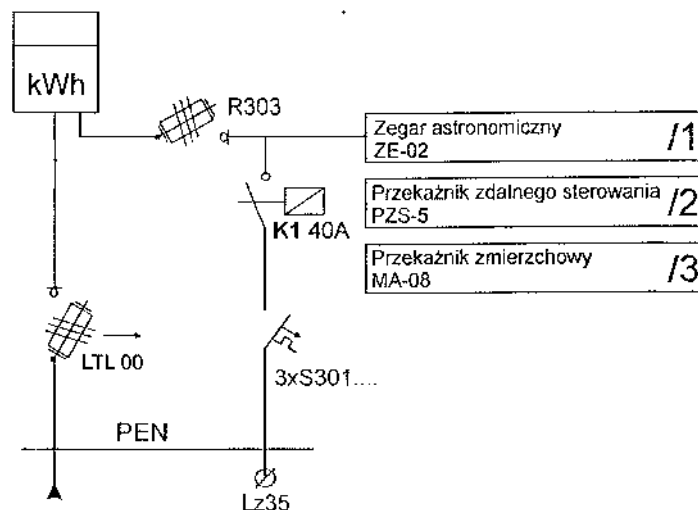 kWh
R303
Zegar astronomiczny
ZE-02
/1
Przekaźnik zdalnego sterowania
PZS-5
/2
K1 40A
Przekaźnik zmierzchowy
MA-08
/3
LTL 00
3xS301....
PEN
Lz35